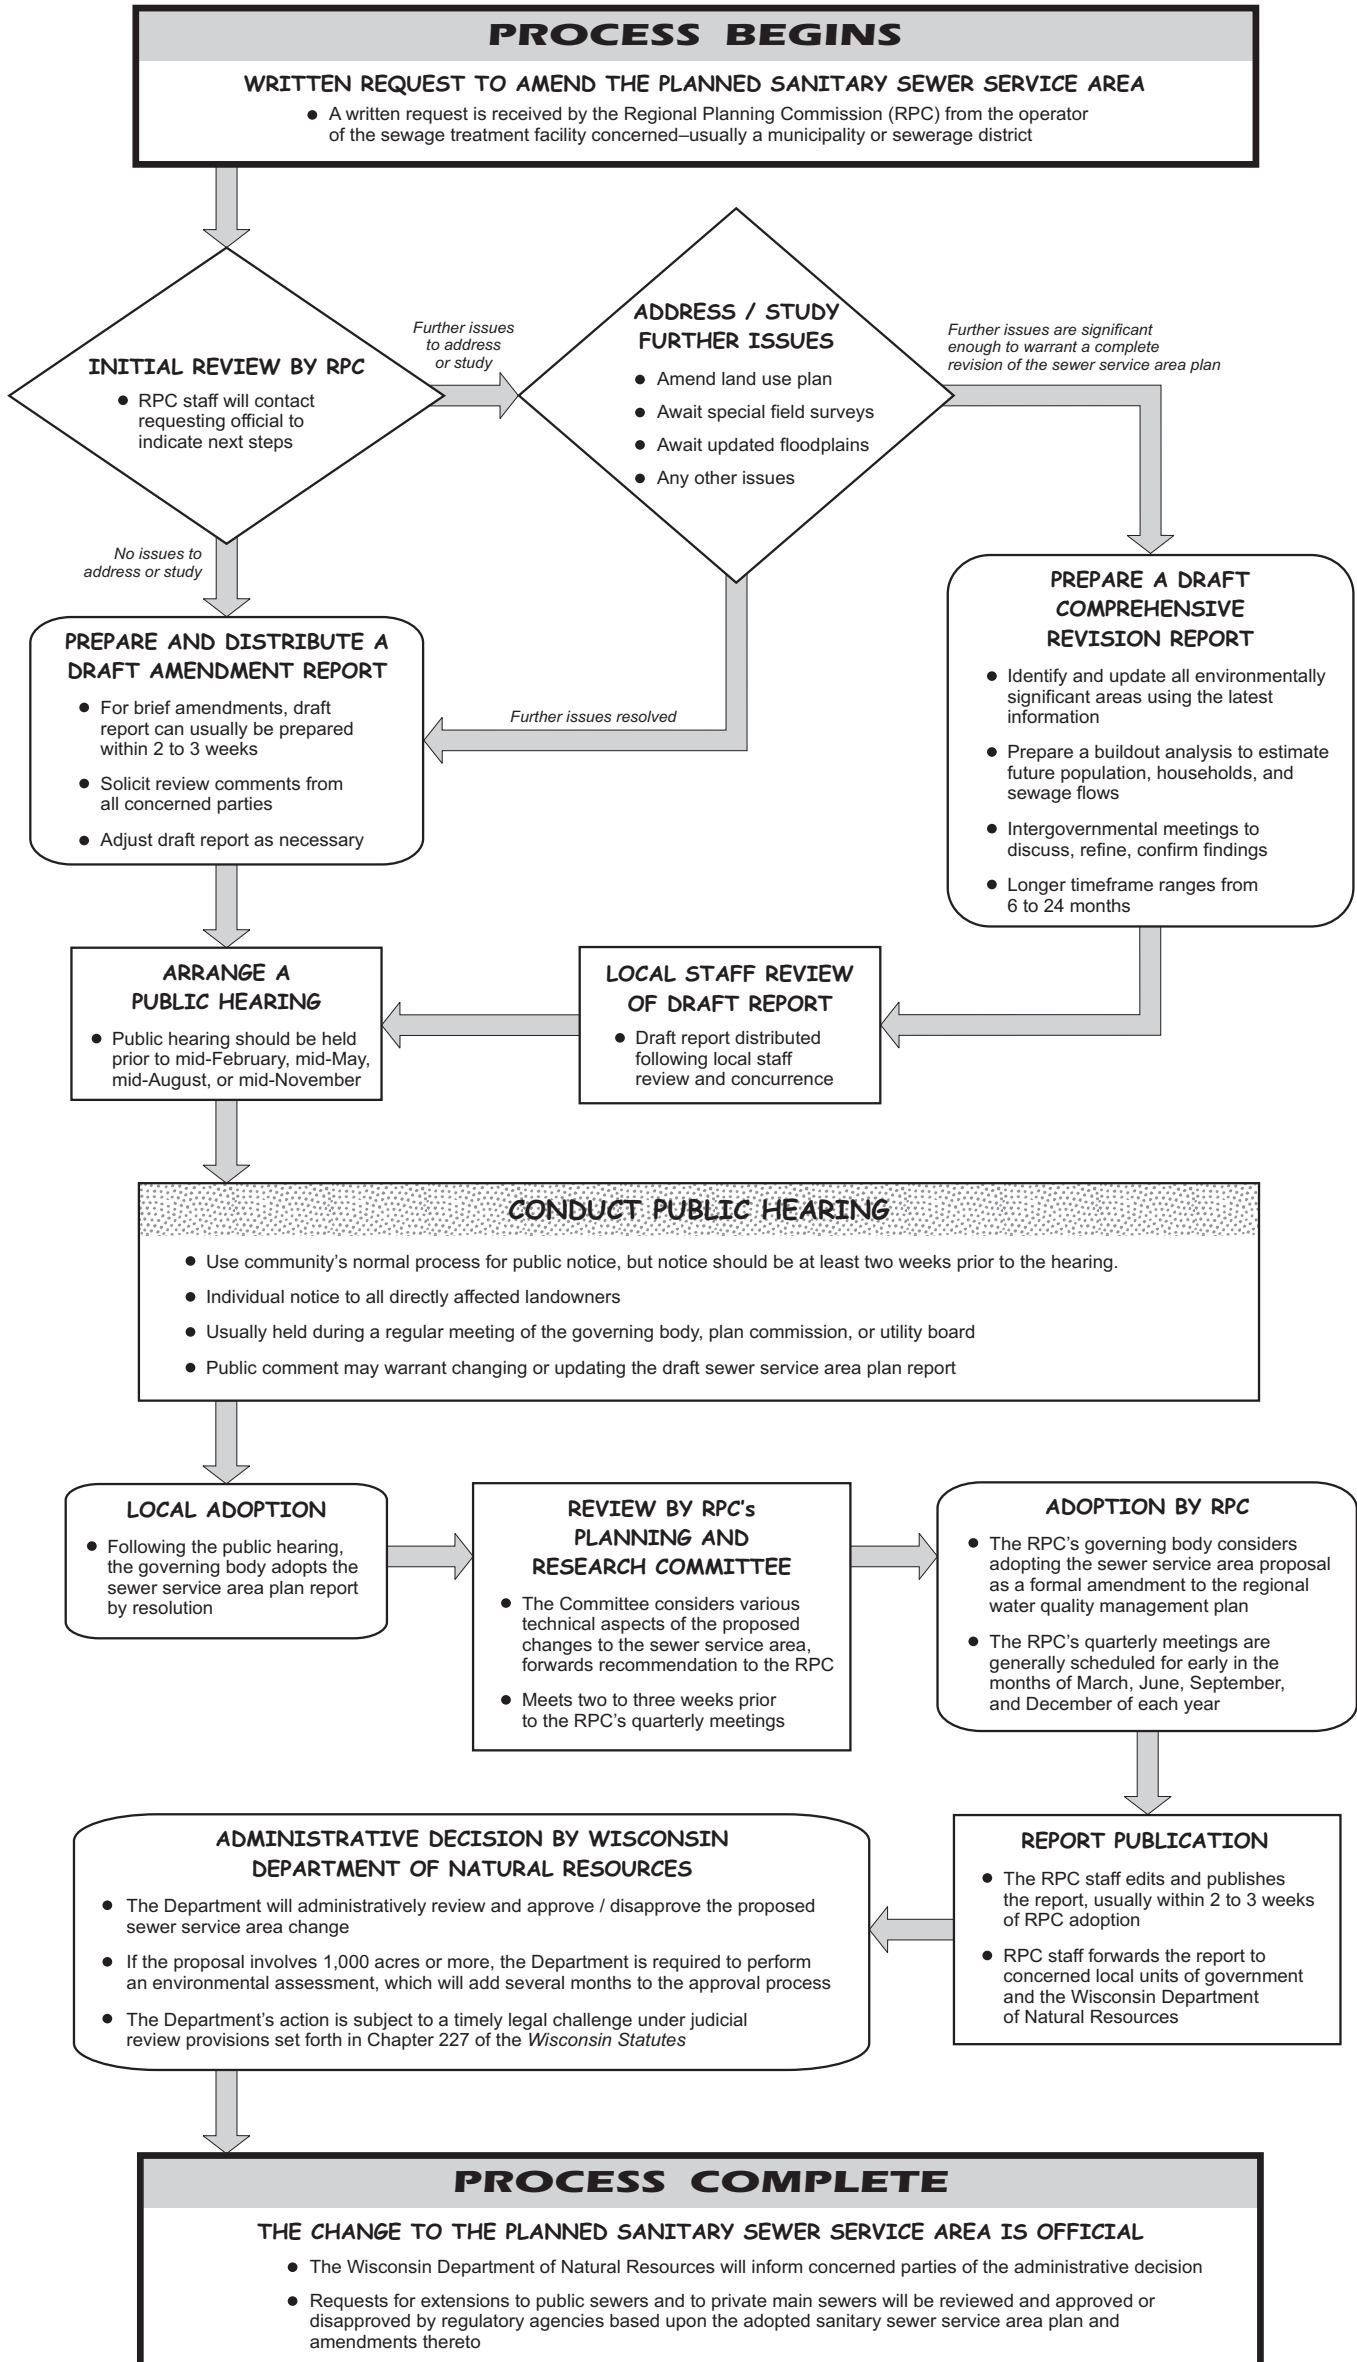 PROCESS BEGINS
WRITTEN REQUEST TO AMEND THE PLANNED SANITARY SEWER SERVICE AREA
● A written request is received by the Regional Planning Commission (RPC) from the operator
of the sewage treatment facility concerned–usually a municipality or sewerage district
INITIAL REVIEW BY RPC
● RPC staff will contact
requesting official to
indicate next steps
Further issues
to address
or study
ADDRESS / STUDY
FURTHER ISSUES
● Amend land use plan
● Await special field surveys
● Await updated floodplains
● Any other issues
Further issues are significant
enough to warrant a complete
revision of the sewer service area plan
No issues to
address or study
PREPARE AND DISTRIBUTE A
DRAFT AMENDMENT REPORT
● For brief amendments, draft
report can usually be prepared
within 2 to 3 weeks
● Solicit review comments from
all concerned parties
● Adjust draft report as necessary
Further issues resolved
PREPARE A DRAFT
COMPREHENSIVE
REVISION REPORT
● Identify and update all environmentally
significant areas using the latest
information
● Prepare a buildout analysis to estimate
future population, households, and
sewage flows
● Intergovernmental meetings to
discuss, refine, confirm findings
● Longer timeframe ranges from
6 to 24 months
ARRANGE A
PUBLIC HEARING
● Public hearing should be held
prior to mid-February, mid-May,
mid-August, or mid-November
LOCAL STAFF REVIEW
OF DRAFT REPORT
● Draft report distributed
following local staff
review and concurrence
CONDUCT PUBLIC HEARING
● Use community's normal process for public notice, but notice should be at least two weeks prior to the hearing.
● Individual notice to all directly affected landowners
● Usually held during a regular meeting of the governing body, plan commission, or utility board
● Public comment may warrant changing or updating the draft sewer service area plan report
LOCAL ADOPTION
● Following the public hearing,
the governing body adopts the
sewer service area plan report
by resolution
REVIEW BY RPC's
PLANNING AND
RESEARCH COMMITTEE
● The Committee considers various
technical aspects of the proposed
changes to the sewer service area,
forwards recommendation to the RPC
● Meets two to three weeks prior
to the RPC's quarterly meetings
ADOPTION BY RPC
● The RPC's governing body considers
adopting the sewer service area proposal
as a formal amendment to the regional
water quality management plan
● The RPC's quarterly meetings are
generally scheduled for early in the
months of March, June, September,
and December of each year
REPORT PUBLICATION
● The RPC staff edits and publishes
the report, usually within 2 to 3 weeks
of RPC adoption
● RPC staff forwards the report to
concerned local units of government
and the Wisconsin Department
of Natural Resources
ADMINISTRATIVE DECISION BY WISCONSIN
DEPARTMENT OF NATURAL RESOURCES
● The Department will administratively review and approve / disapprove the proposed
sewer service area change
● If the proposal involves 1,000 acres or more, the Department is required to perform
an environmental assessment, which will add several months to the approval process
● The Department's action is subject to a timely legal challenge under judicial
review provisions set forth in Chapter 227 of the Wisconsin Statutes
PROCESS COMPLETE
THE CHANGE TO THE PLANNED SANITARY SEWER SERVICE AREA IS OFFICIAL
● The Wisconsin Department of Natural Resources will inform concerned parties of the administrative decision
● Requests for extensions to public sewers and to private main sewers will be reviewed and approved or
disapproved by regulatory agencies based upon the adopted sanitary sewer service area plan and
amendments thereto